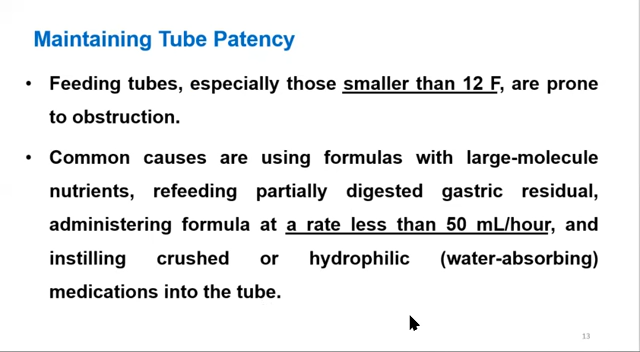 Maintaining Tube Patency
• Feeding tubes, especially those smaller than 12 F, are prone
to obstruction.
• Common causes are using formulas with large-molecule
nutrients, refeeding partially digested gastric residual,
administering formula at a rate less than 50 mL/hour, and
instilling crushed or hydrophilic (water-absorbing)
medications into the tube.
13